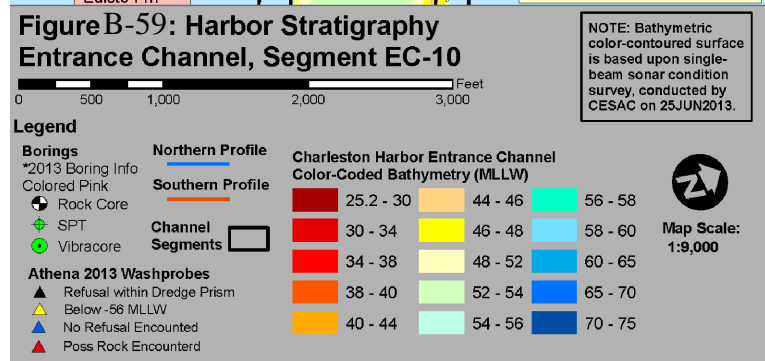 Edisto Fm
Figure B-59: Harbor Stratigraphy
Entrance Channel, Segment EC-10
Feet
0 500 1,000 2,000 3,000
NOTE: Bathymetric
color-contoured surface
is based upon single-
beam sonar condition
survey, conducted by
CESAC on 25JUN2013.
Legend
Borings
*2013 Boring Info
Colored Pink
Rock Core
SPT
Vibracore
Athena 2013 Washprobes
Refusal within Dredge Prism
Below -56 MLLW
No Refusal Encountered
Poss Rock Encounterd
Northern Profile
Southern Profile
Channel
Segments
Charleston Harbor Entrance Channel
Color-Coded Bathymetry (MLLW)
25.2 - 30
30 - 34
34 - 38
38 - 40
40 - 44
44 - 46
46 - 48
48 - 52
52 - 54
54 - 56
56 - 58
58 - 60
60 - 65
65 - 70
70 - 75
Z
Map Scale:
1:9,000